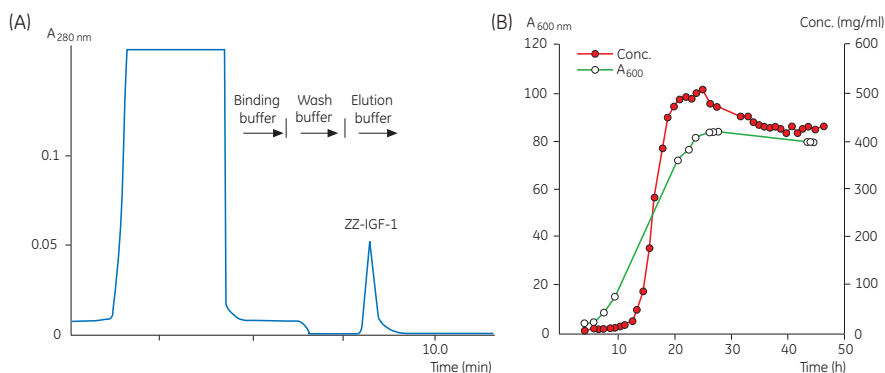 (A)
A280 nm
0.1
0.05
0
Binding
buffer
Wash
buffer
Elution
buffer
ZZ-IGF-1
10.0
Time (min)
(B)
A600 nm
Conc. (mg/ml)
120
100
80
60
40
20
0
Conc.
A600
600
500
400
300
200
100
0
10
20
30
40
50
Time (h)